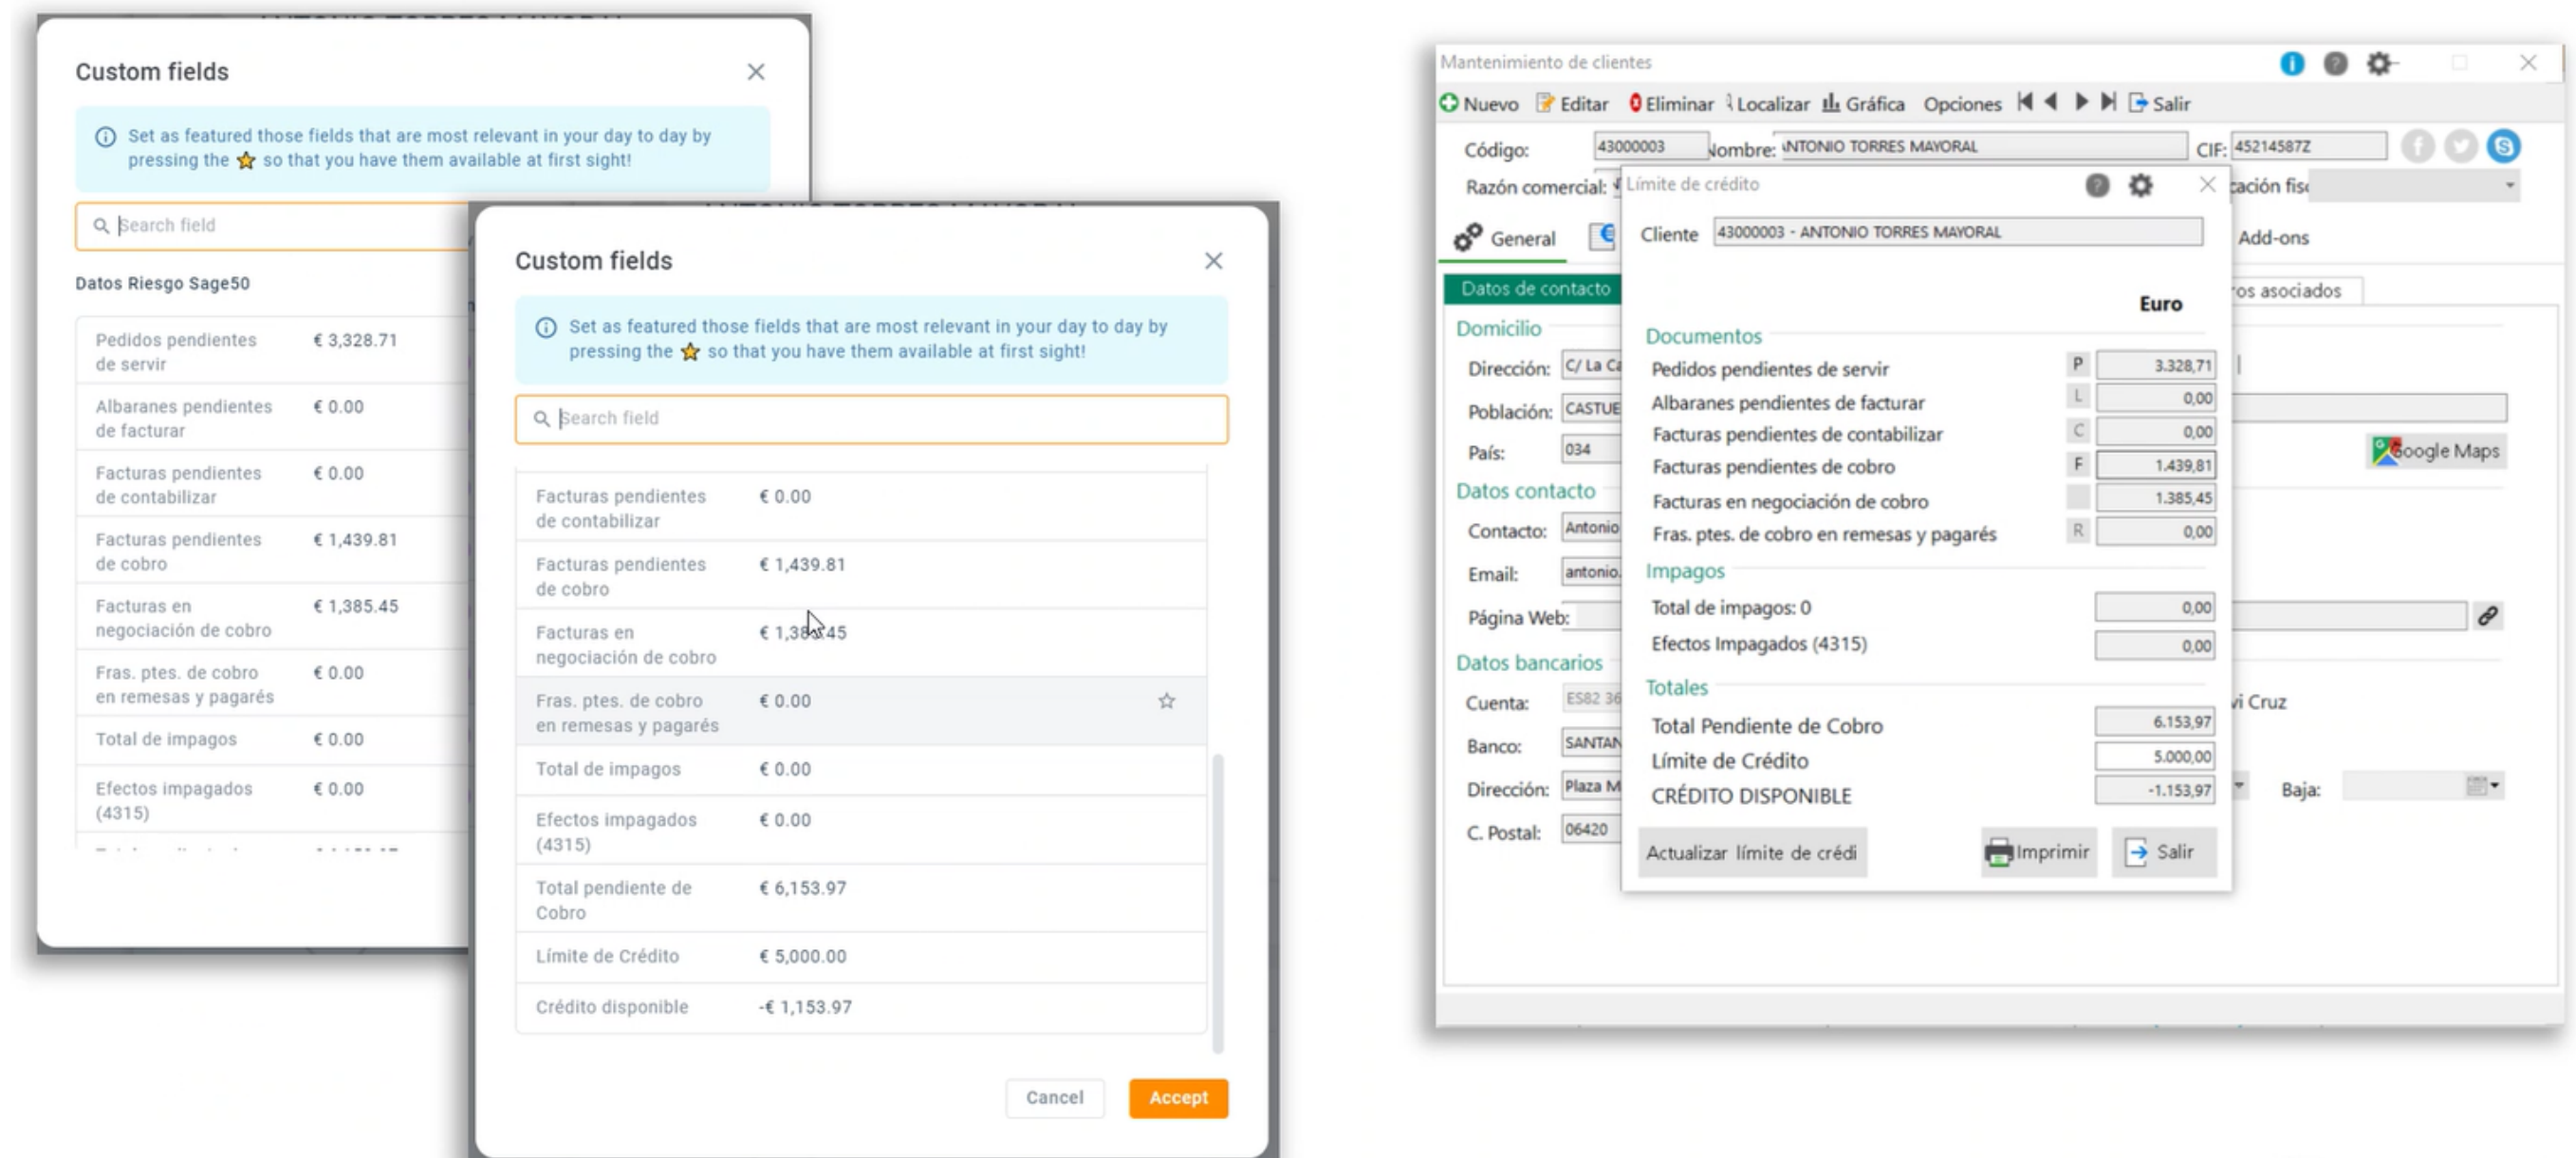 Custom fields
Set as featured those fields that are most relevant in your day to day by
pressing the so that you have them available at first sight!
Search field
Datos Riesgo Sage50
Pedidos pendientes
de servir
€ 3,328.71
Albaranes pendientes
de facturar
€ 0.00
Facturas pendientes
de contabilizar
€ 0.00
Facturas pendientes
de cobro
€ 1,439.81
Facturas en
negociación de cobro
€ 1,385.45
Fras. ptes. de cobro
en remesas y pagarés
€ 0.00
Total de impagos
€ 0.00
Efectos impagados
(4315)
€ 0.00
Custom fields
Set as featured those fields that are most relevant in your day to day by
pressing the so that you have them available at first sight!
Search field
Facturas pendientes
de contabilizar
€ 0.00
Facturas pendientes
de cobro
€ 1,439.81
Facturas en
negociación de cobro
Fras. ptes. de cobro
en remesas y pagarés
€ 0.00
Total de impagos
€ 0.00
Efectos impagados
(4315)
€ 0.00
Total pendiente de
Cobro
€ 6,153.97
Límite de Crédito
€ 5,000.00
Crédito disponible
-€ 1,153.97
Cancel
Accept
Mantenimiento de clientes
Nuevo Editar Eliminar Localizar Gráfica Opciones Salir
Código: 43000003 Nombre: ANTONIO TORRES MAYORAL CIF: 45214587Z
Razón comercial:
General
Add-ons
Datos de contacto
asociados
Domicilio
Dirección: C/ La
Población:
País: 034
Google Maps
Datos contacto
Contacto: Antonio
Email: antonio.
Página Web:
Datos bancarios
Cuenta: ES82 36
Cruz
Banco:
Dirección: Plaza
Baja:
C. Postal: 06420
Límite de crédito
Cliente 43000003 - ANTONIO TORRES MAYORAL
Euro
Documentos
Pedidos pendientes de servir P 3.328,71
Albaranes pendientes de facturar L 0,00
Facturas pendientes de contabilizar C 0,00
Facturas pendientes de cobro F 1.439,81
Facturas en negociación de cobro 1.385,45
Fras. ptes. de cobro en remesas y pagarés R 0,00
Impagos
Total de impagos: 0 0,00
Efectos Impagados (4315) 0,00
Totales
Total Pendiente de Cobro 6.153,97
Límite de Crédito 5.000,00
CRÉDITO DISPONIBLE -1.153,97
Actualizar límite de crédi
Imprimir
Salir